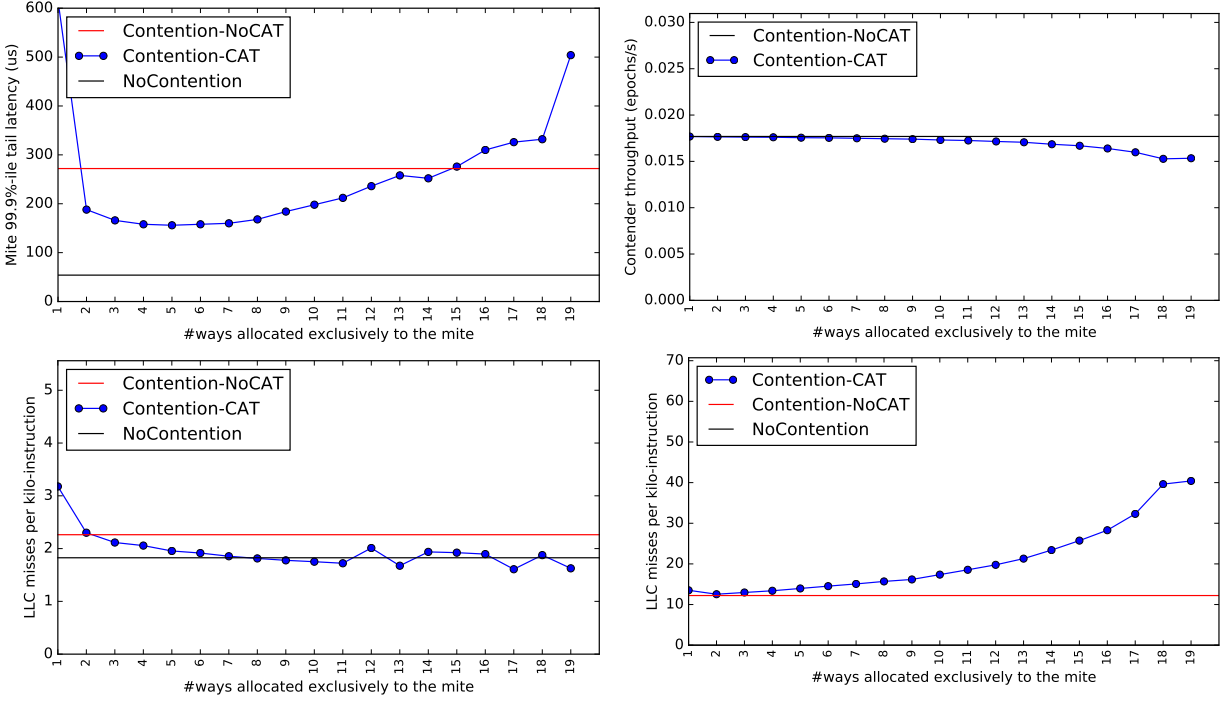 600
500
400
300
200
100
0
Mite 99.9%-ile tail latency (us)
Contention-NoCAT
Contention-CAT
NoContention
1 2 3 4 5 6 7 8 9 10 11 12 13 14 15 16 17 18 19
#ways allocated exclusively to the mite
0.030
0.025
0.020
0.015
0.010
0.005
0.000
Contender throughput (epochs/s)
Contention-NoCAT
Contention-CAT
1 2 3 4 5 6 7 8 9 10 11 12 13 14 15 16 17 18 19
#ways allocated exclusively to the mite
5
4
3
2
1
0
LLC misses per kilo-instruction
Contention-NoCAT
Contention-CAT
NoContention
1 2 3 4 5 6 7 8 9 10 11 12 13 14 15 16 17 18 19
#ways allocated exclusively to the mite
70
60
50
40
30
20
10
0
LLC misses per kilo-instruction
Contention-CAT
Contention-NoCAT
NoContention
1 2 3 4 5 6 7 8 9 10 11 12 13 14 15 16 17 18 19
#ways allocated exclusively to the mite